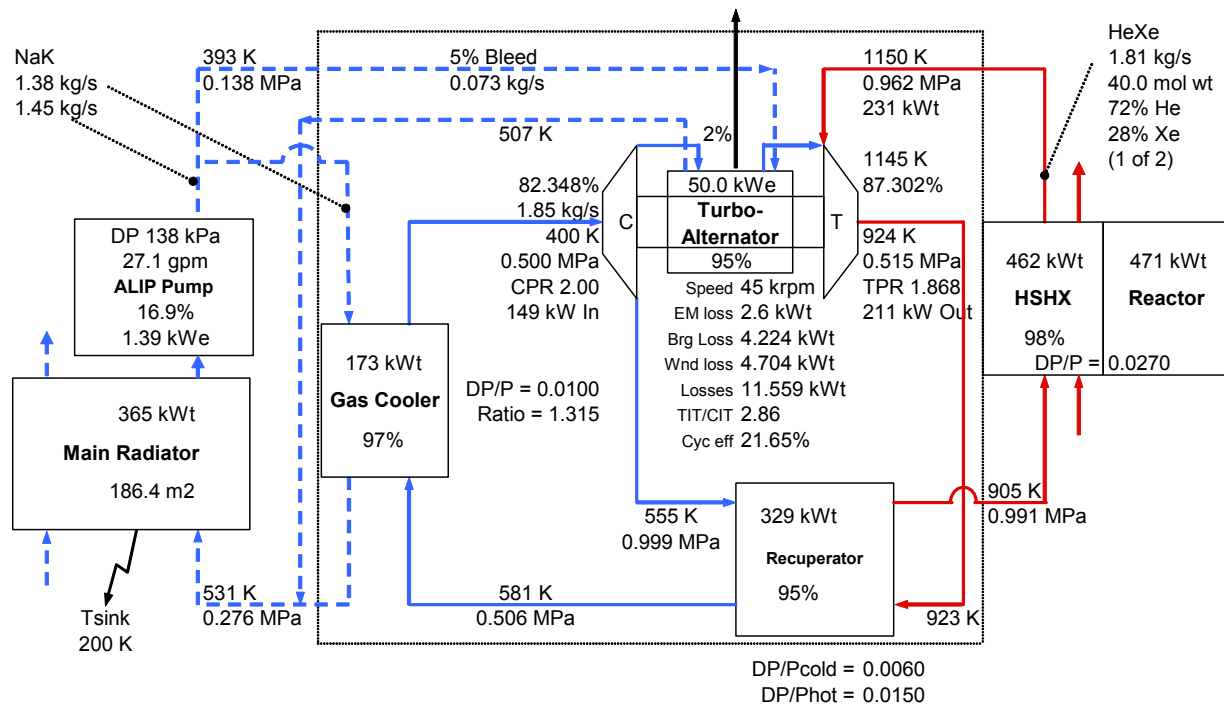 NaK
1.38 kg/s
1.45 kg/s
393 K
0.138 MPa
5% Bleed
0.073 kg/s
507 K
2%
1150 K
0.962 MPa
231 kWt
HeXe
1.81 kg/s
40.0 mol wt
72% He
28% Xe
(1 of 2)
DP 138 kPa
27.1 gpm
ALIP Pump
16.9%
1.39 kWe
365 kWt
Main Radiator
186.4 m2
Tsink
200 K
531 K
0.276 MPa
173 kWt
Gas Cooler
97%
DP/P = 0.0100
Ratio = 1.315
82.348%
1.85 kg/s
400 K
0.500 MPa
CPR 2.00
149 kW In
C
50.0 kWe
Turbo-
Alternator
95%
T
Speed 45 krpm
EM loss 2.6 kWt
Brg Loss 4.224 kWt
Wnd loss 4.704 kWt
Losses 11.559 kWt
TIT/CIT 2.86
Cyc eff 21.65%
1145 K
87.302%
924 K
0.515 MPa
TPR 1.868
211 kW Out
462 kWt
HSHX
98%
DP/P = 0.0270
471 kWt
Reactor
555 K
0.999 MPa
329 kWt
Recuperator
95%
905 K
0.991 MPa
581 K
0.506 MPa
923 K
DP/Pcold = 0.0060
DP/Phot = 0.0150